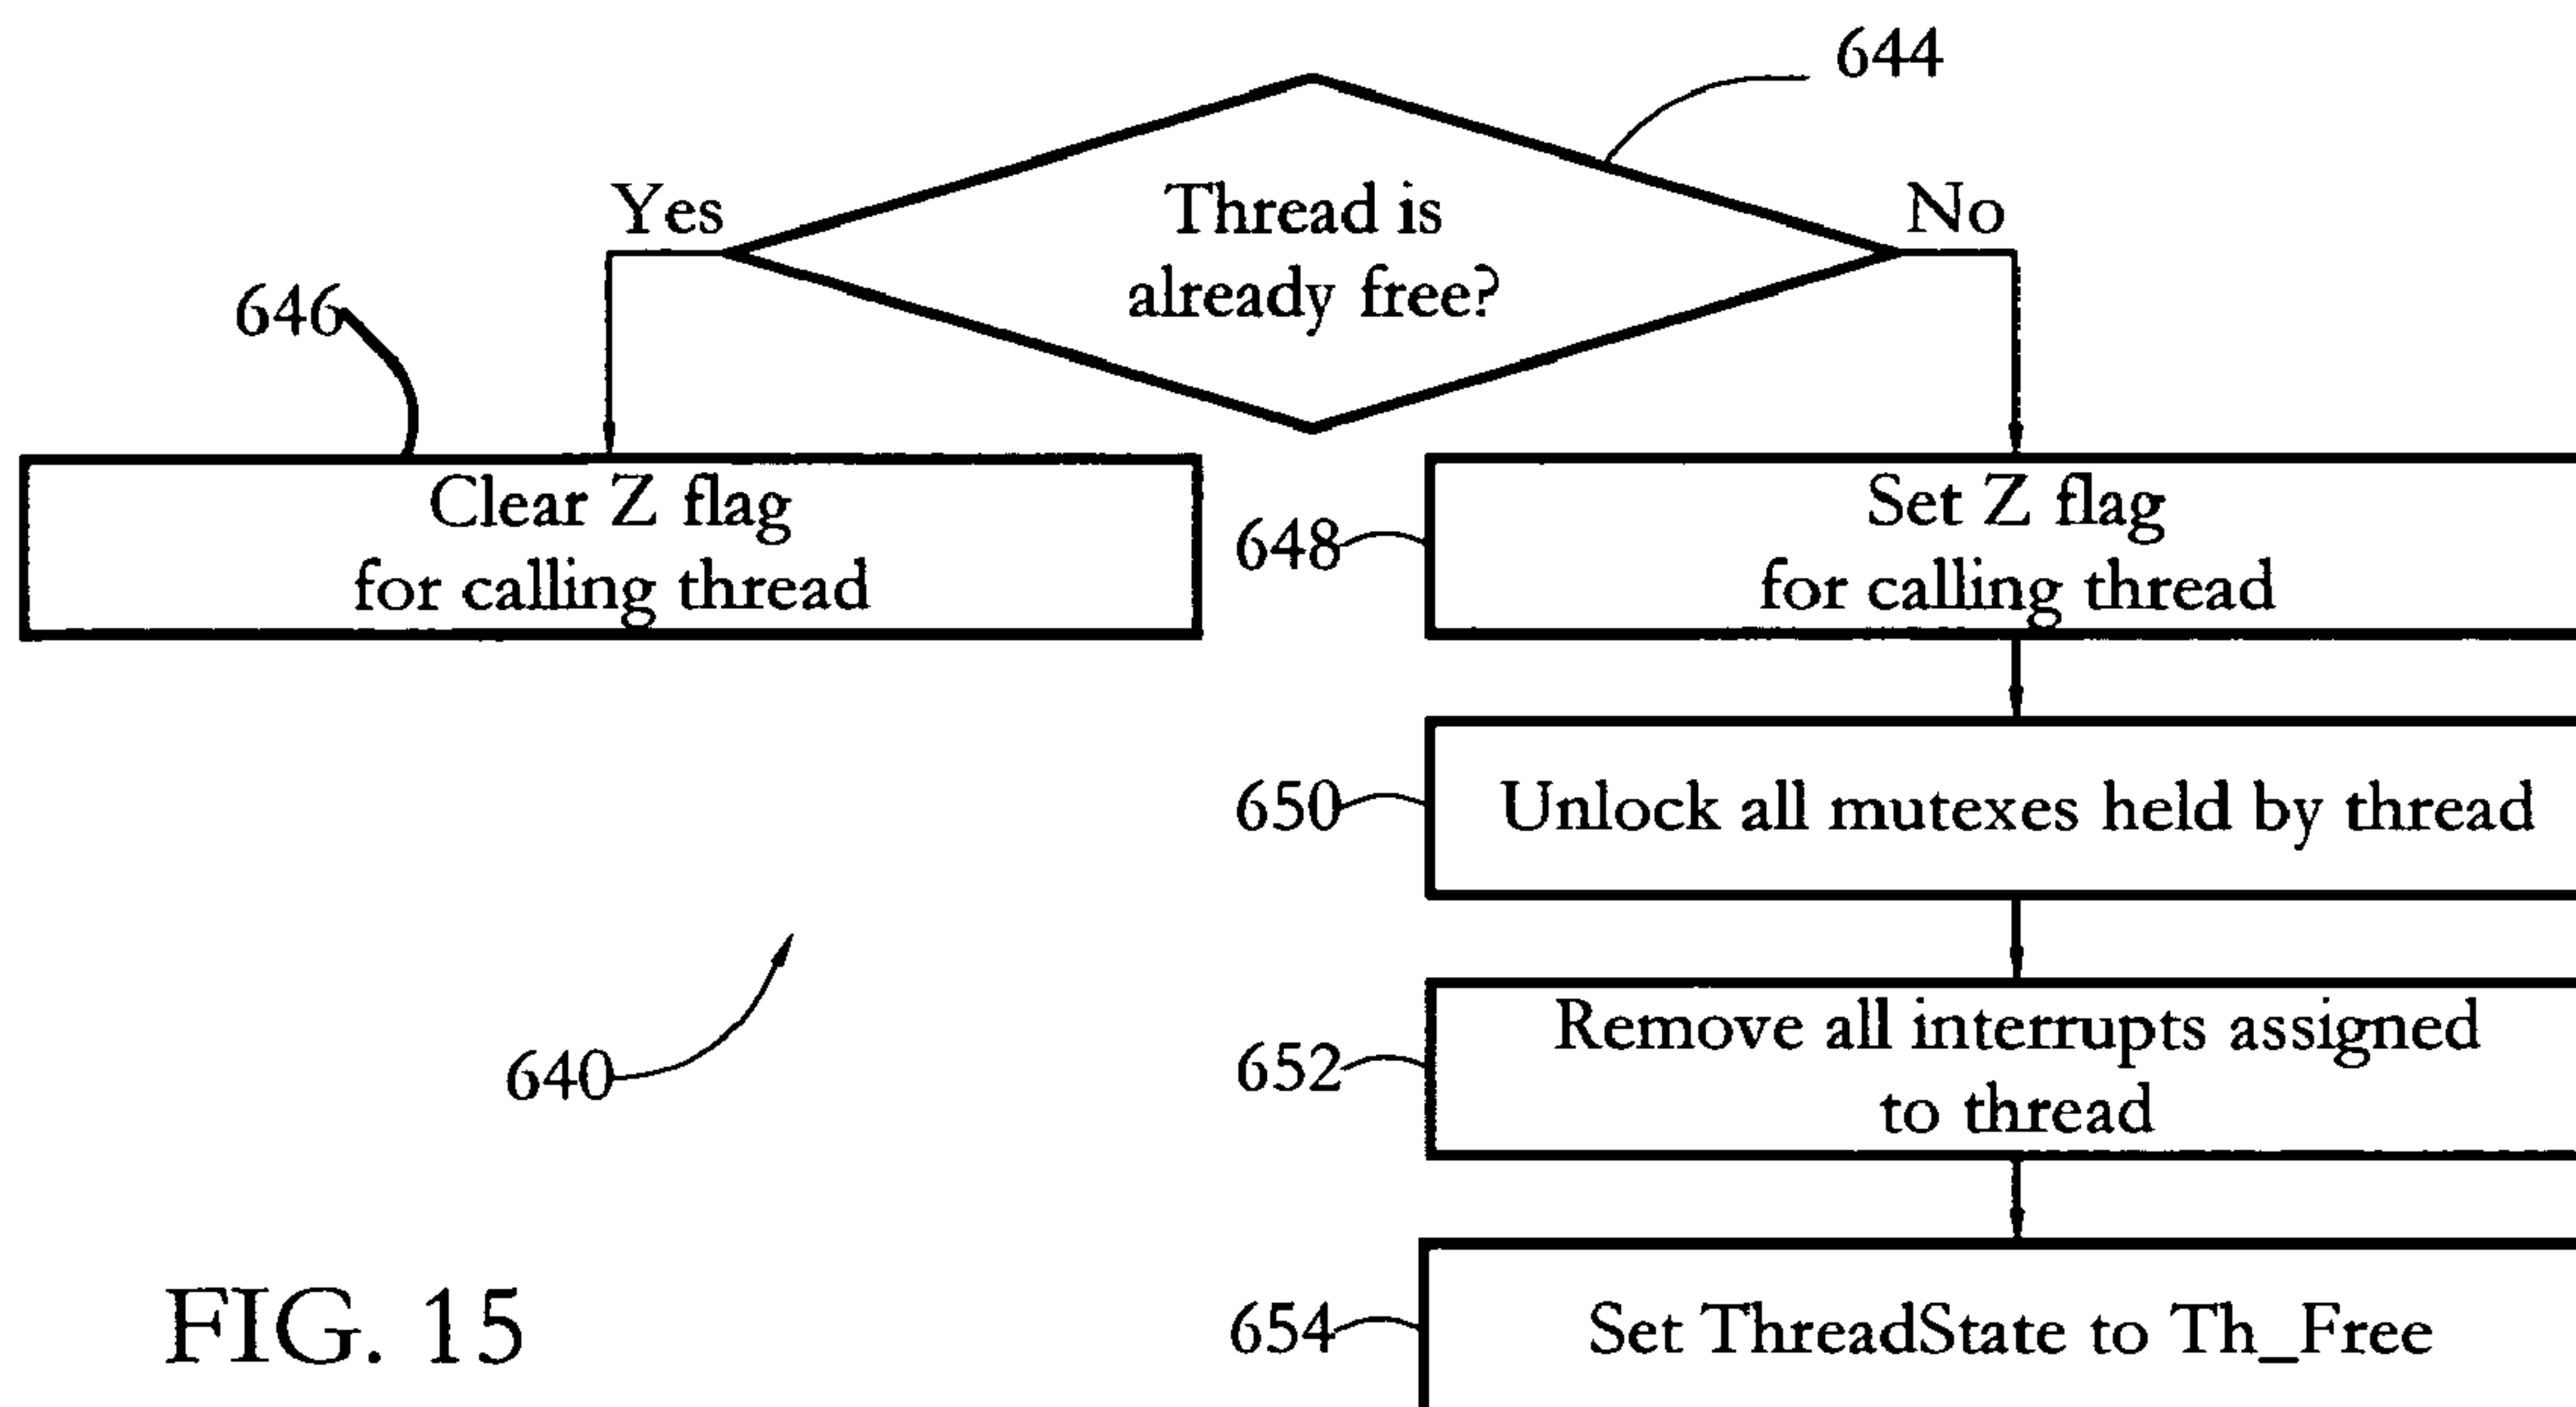 644
Yes
Thread is
already free?
No
646
Clear Z flag
for calling thread
648
Set Z flag
for calling thread
650
Unlock all mutexes held by thread
652
Remove all interrupts assigned
to thread
640
654
Set ThreadState to Th_Free
FIG. 15